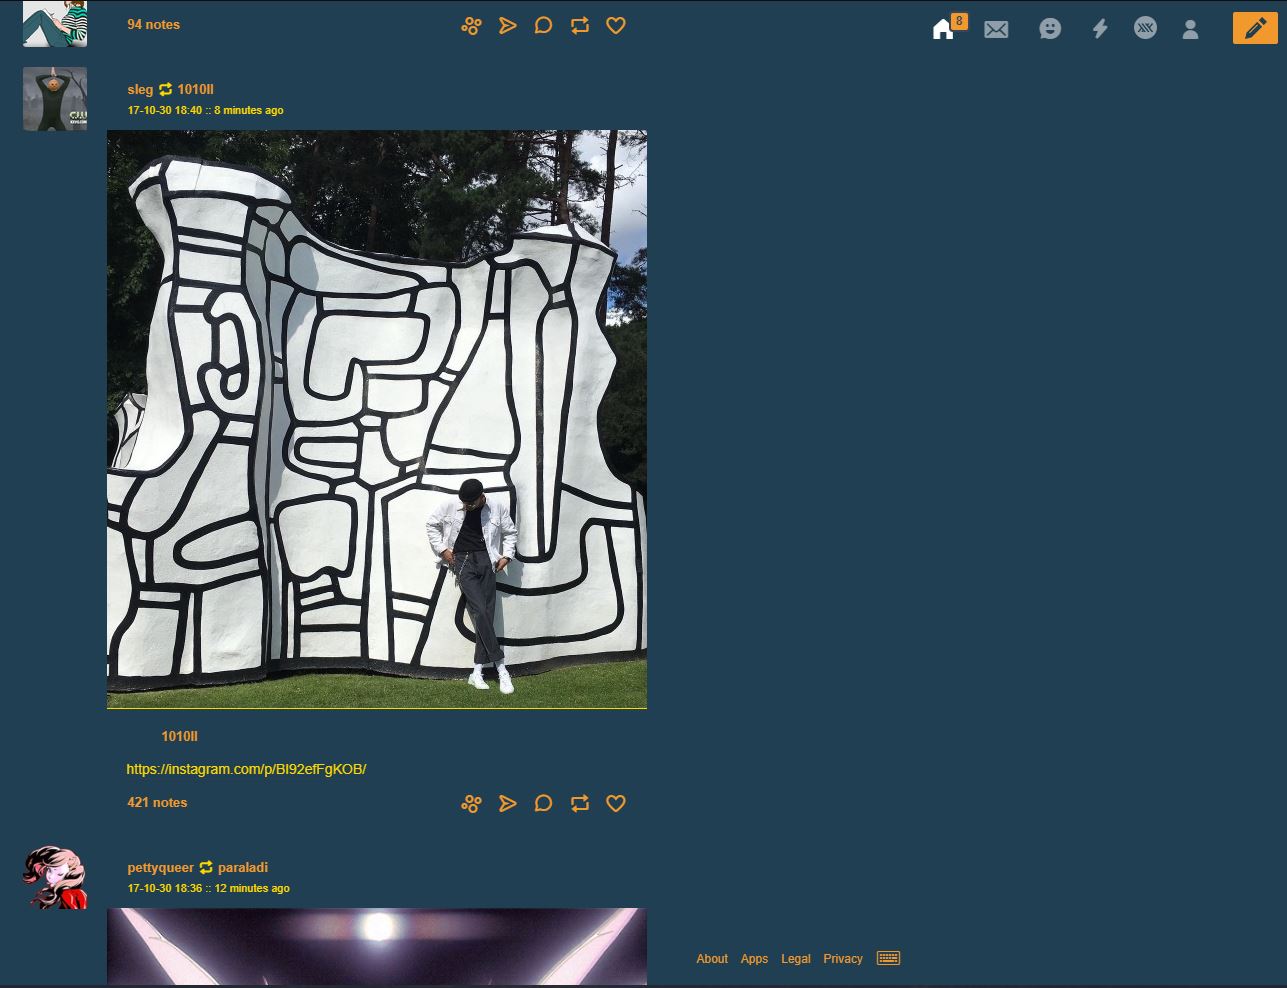 94 notes
8
sleg 1010ll
17-10-30 18:40 :: 8 minutes ago
1010ll
https://instagram.com/p/BI92efFgKOB/
421 notes
pettyqueer paraladi
17-10-30 18:36 :: 12 minutes ago
About Apps Legal Privacy